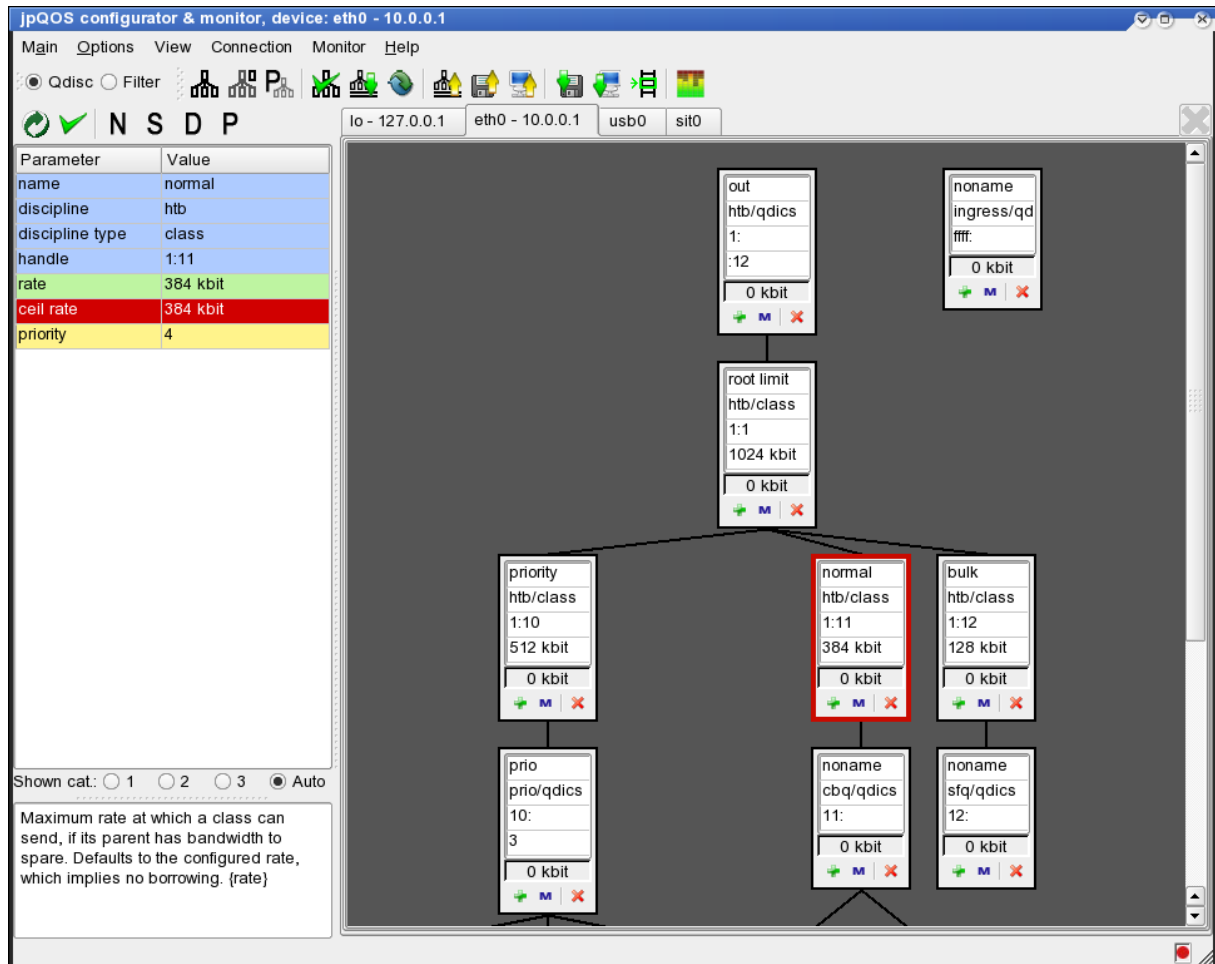 jpQOS configurator & monitor, device: eth0 - 10.0.0.1
Main Options View Connection Monitor Help
Qdisc Filter P
N S D P
lo - 127.0.0.1 eth0 - 10.0.0.1 usb0 sit0
Parameter Value
name normal
discipline htb
discipline type class
handle 1:11
rate 384 kbit
ceil rate 384 kbit
priority 4
Shown cat.: 1 2 3 Auto
Maximum rate at which a class can
send, if its parent has bandwidth to
spare. Defaults to the configured rate,
which implies no borrowing. {rate}
out
htb/qdics
1:
:12
0 kbit
M
noname
ingress/qd
ffff:
0 kbit
M
root limit
htb/class
1:1
1024 kbit
0 kbit
M
priority
htb/class
1:10
512 kbit
0 kbit
M
normal
htb/class
1:11
384 kbit
0 kbit
M
bulk
htb/class
1:12
128 kbit
0 kbit
M
prio
prio/qdics
10:
3
0 kbit
M
noname
cbq/qdics
11:
0 kbit
M
noname
sfq/qdics
12:
0 kbit
M